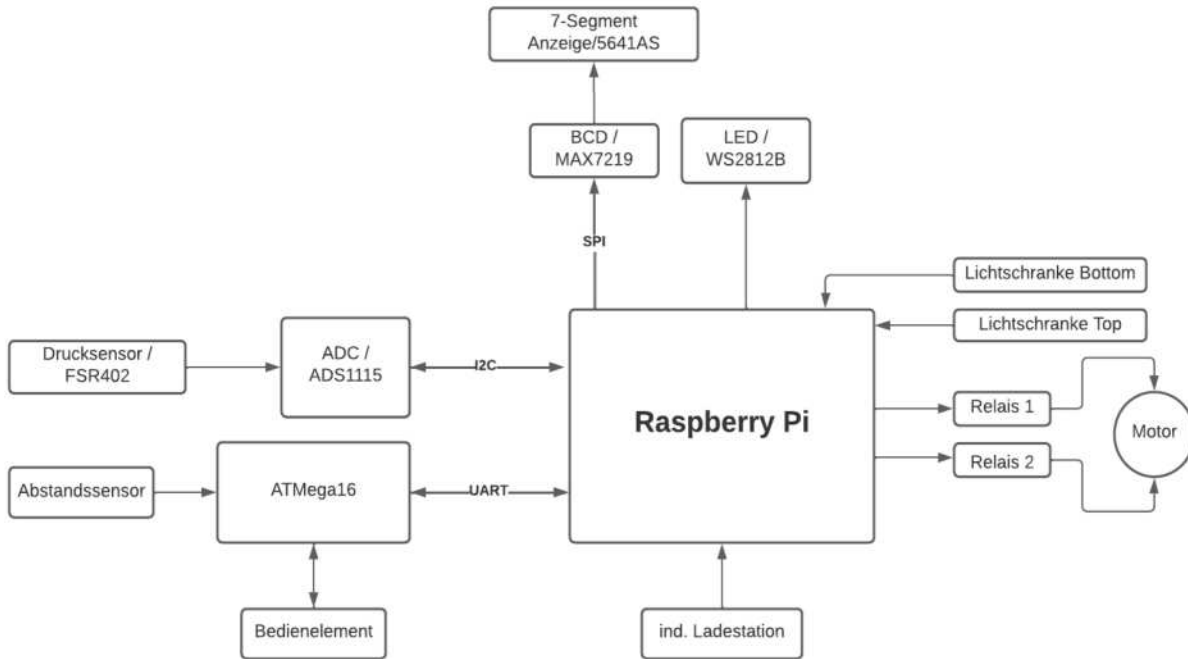 7-Segment
Anzeige/5641AS
BCD /
MAX7219
LED /
WS2812B
SPI
Lichtschranke Bottom
Lichtschranke Top
Drucksensor /
FSR402
ADC /
ADS1115
I2C
Raspberry Pi
Relais 1
Motor
Relais 2
Abstandssensor
ATMega16
UART
Bedienelement
ind. Ladestation